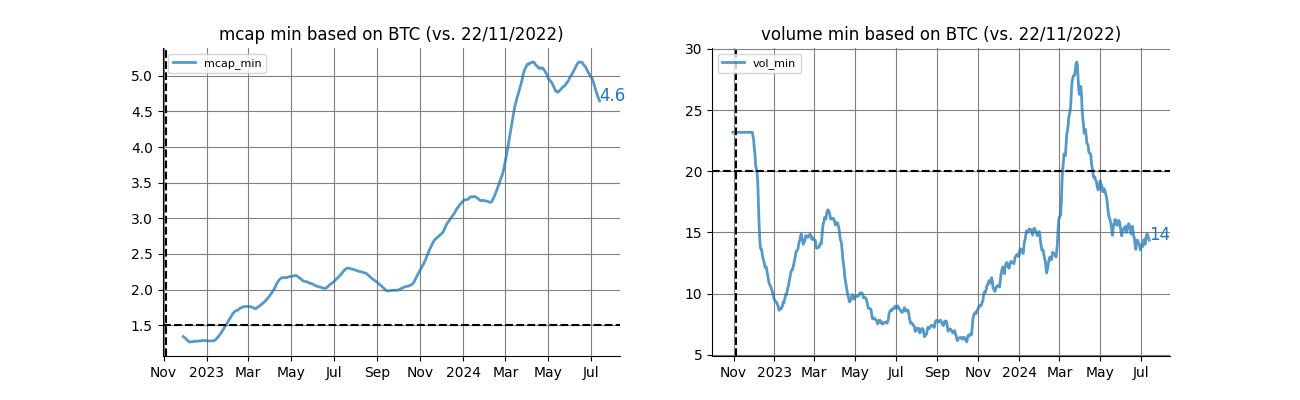 mcap min based on BTC (vs. 22/11/2022)
mcap_min
5.0
4.5
4.0
3.5
3.0
2.5
2.0
1.5
4.6
Nov 2023 Mar May Jul Sep Nov 2024 Mar May Jul
volume min based on BTC (vs. 22/11/2022)
vol_min
30
25
20
15
10
5
14
Nov 2023 Mar May Jul Sep Nov 2024 Mar May Jul